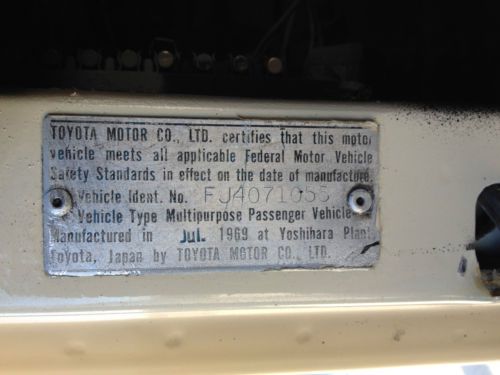 TOYOTA MOTOR CO., LTD. certifies that this motor
vehicle meets all applicable Federal Motor Vehicle
Safety Standards in effect on the date of manufacture.
Vehicle Ident. No. FJ4071055
Vehicle Type Multipurpose Passenger Vehicle
Manufactured in Jul. 1969 at Yoshihara Plant
Toyota, Japan by TOYOTA MOTOR CO., LTD.